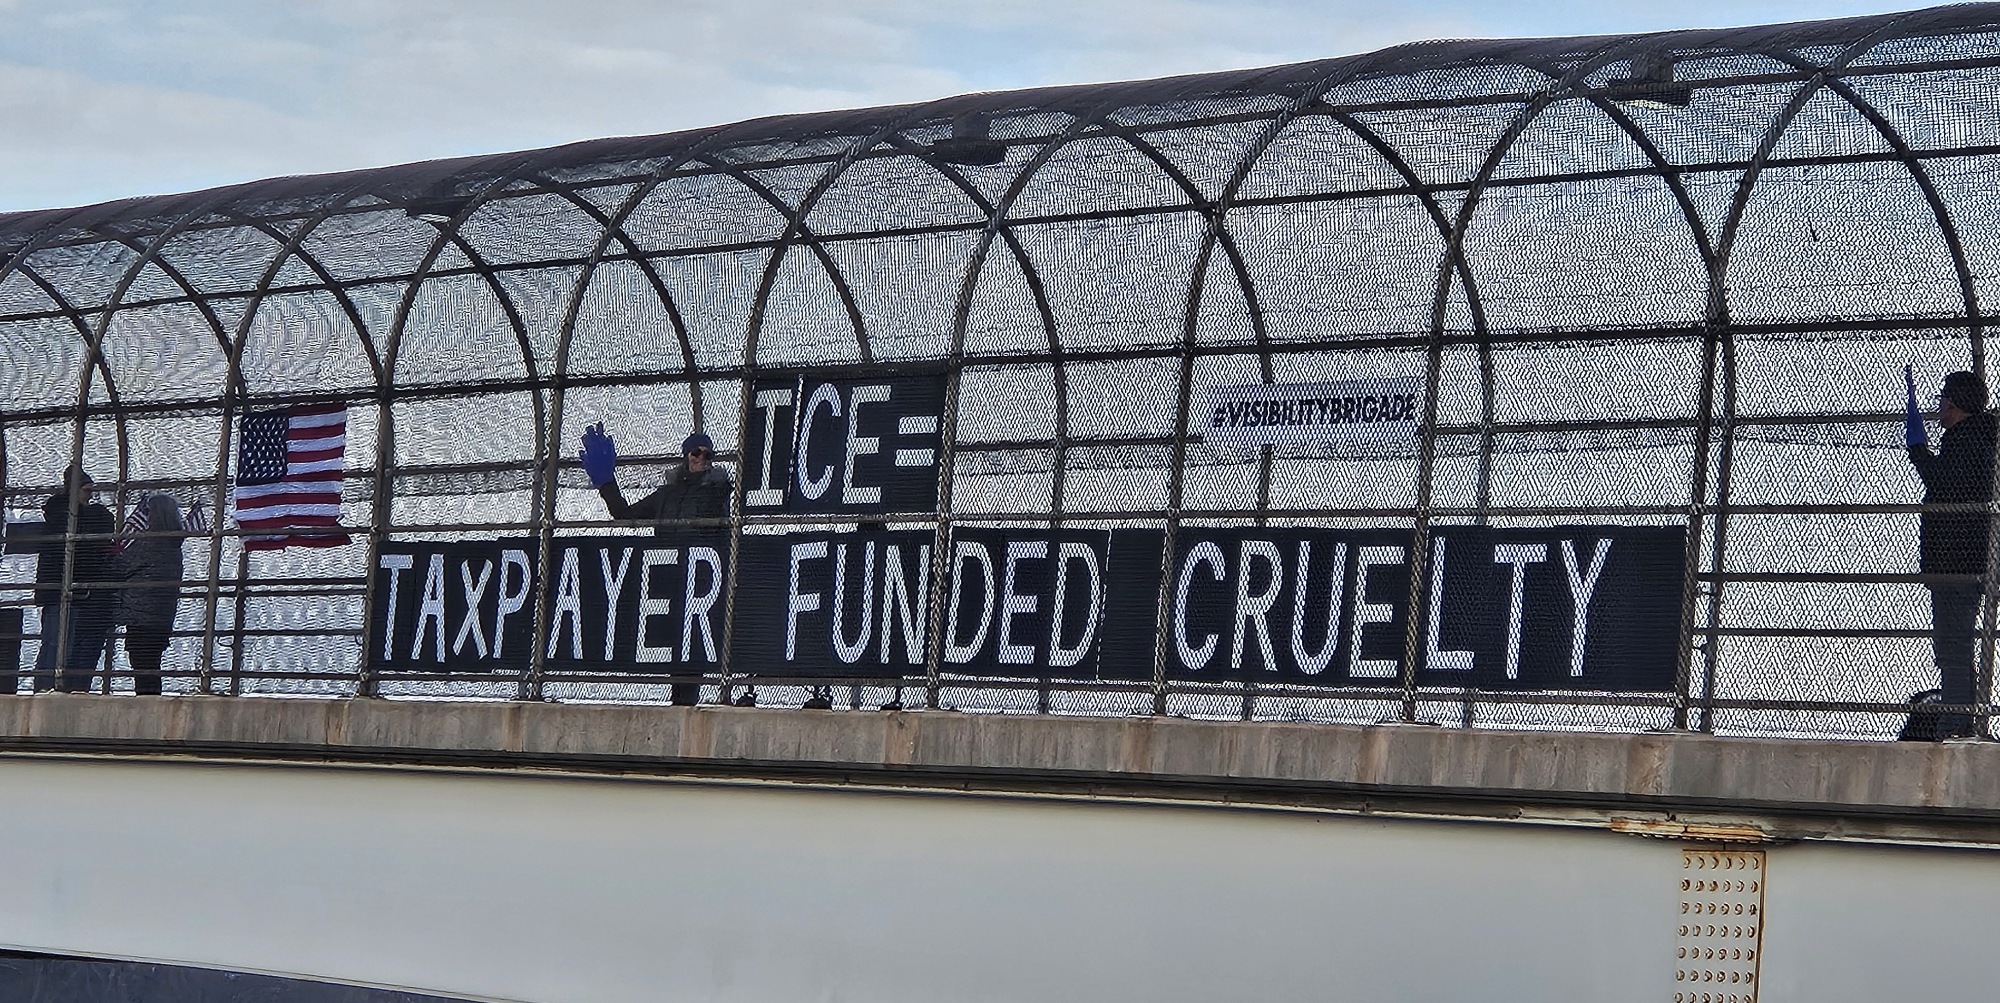 ICE =
#VISIBILITYBRIGADE
TAXPAYER FUNDED CRUELTY